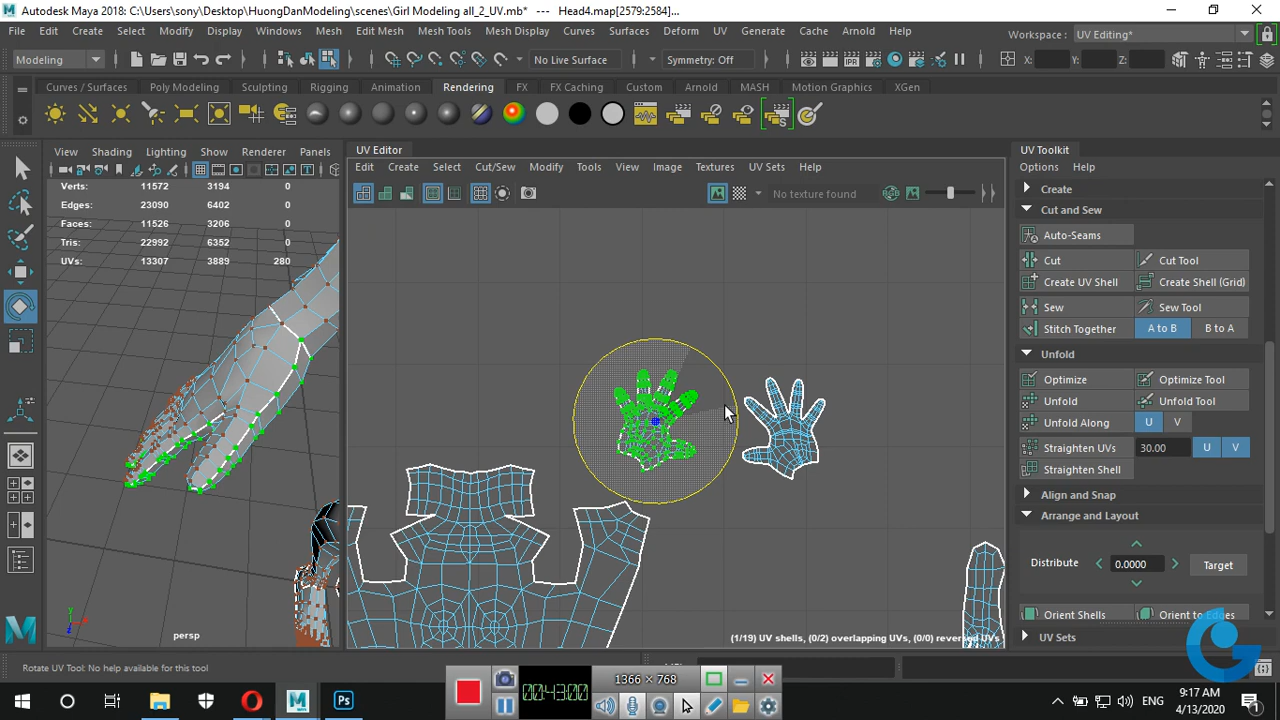 Autodesk Maya 2018: C:\Users\sony\Desktop\HuongDanModeling\scenes\Girl Modeling all_2_UV.mb* --- Head4.map[2579:2584]...
File Edit Create Select Modify Display Windows Mesh Edit Mesh Mesh Tools Mesh Display Curves Surfaces Deform UV Generate Cache Arnold Help Workspace : UV Editing*
Modeling No Live Surface Symmetry: Off X: Y: Z:
Curves / Surfaces Poly Modeling Sculpting Rigging Animation Rendering FX FX Caching Custom Arnold MASH Motion Graphics XGen
UV Editor UV Toolkit
View Shading Lighting Show Renderer Panels Edit Create Select Cut/Sew Modify Tools View Image Textures UV Sets Help Options Help
Verts: 11572 3194 0
Edges: 23090 6402 0
Faces: 11526 3206 0
Tris: 22992 6352 0
UVs: 13307 3889 280
No texture found
Create
Cut and Sew
Auto-Seams
Cut Cut Tool
Create UV Shell Create Shell (Grid)
Sew Sew Tool
Stitch Together A to B B to A
Unfold
Optimize Optimize Tool
Unfold Unfold Tool
Unfold Along U V
Straighten UVs 30.00 U V
Straighten Shell
Align and Snap
Arrange and Layout
Distribute 0.0000 Target
Orient Shells Orient to Edges
UV Sets
persp
(1/19) UV shells, (0/2) overlapping UVs, (0/0) reversed UVs
Rotate UV Tool: No help available for this tool
1366 × 768
00:43:00
ENG
9:17 AM
4/13/2020